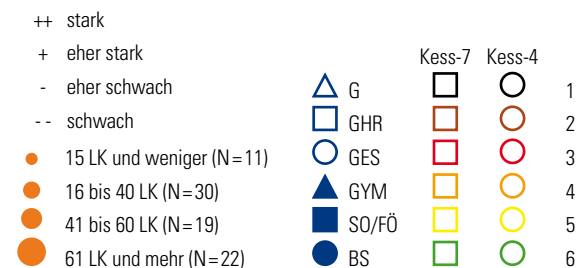 ++ stark
+ eher stark
- eher schwach
- - schwach
15 LK und weniger (N=11)
16 bis 40 LK (N=30)
41 bis 60 LK (N=19)
61 LK und mehr (N=22)
Kess-7 Kess-4
G 1
GHR 2
GES 3
GYM 4
SO/FÖ 5
BS 6